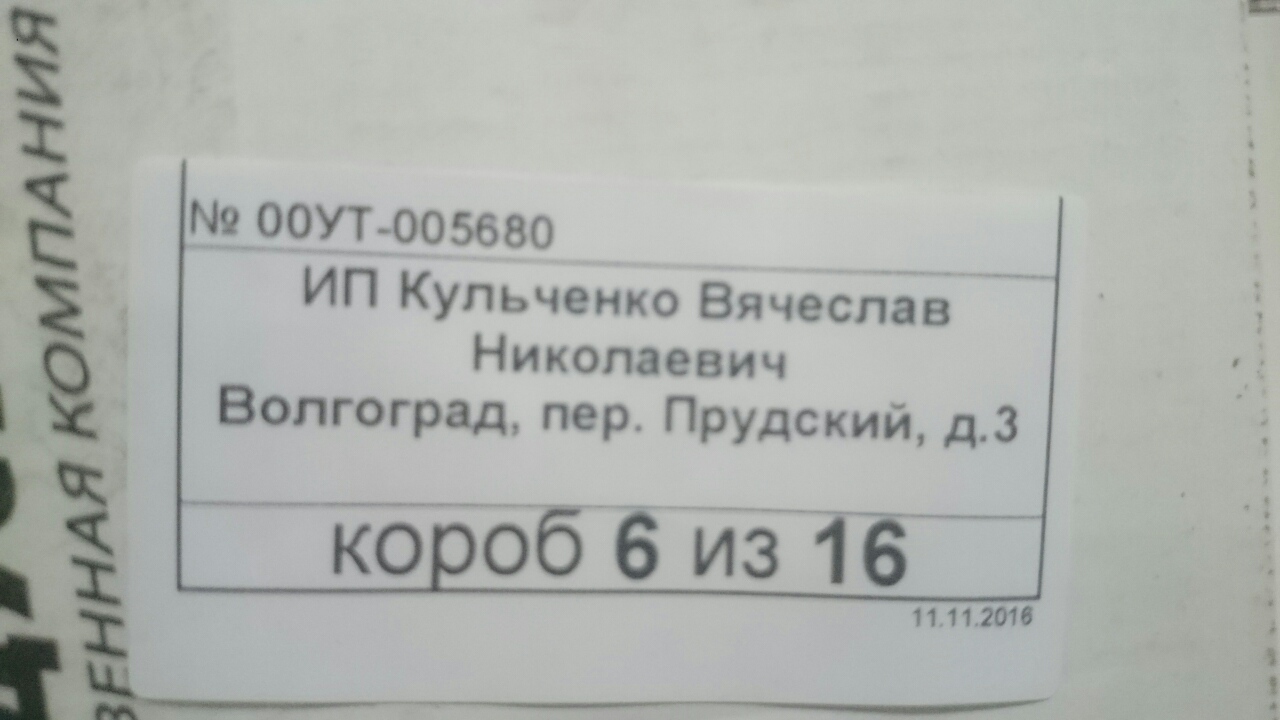 № 00УТ-005680
ИП Кульченко Вячеслав
Николаевич
Волгоград, пер. Прудский, д.3
короб 6 из 16
11.11.2016
КОМПАНИЯ